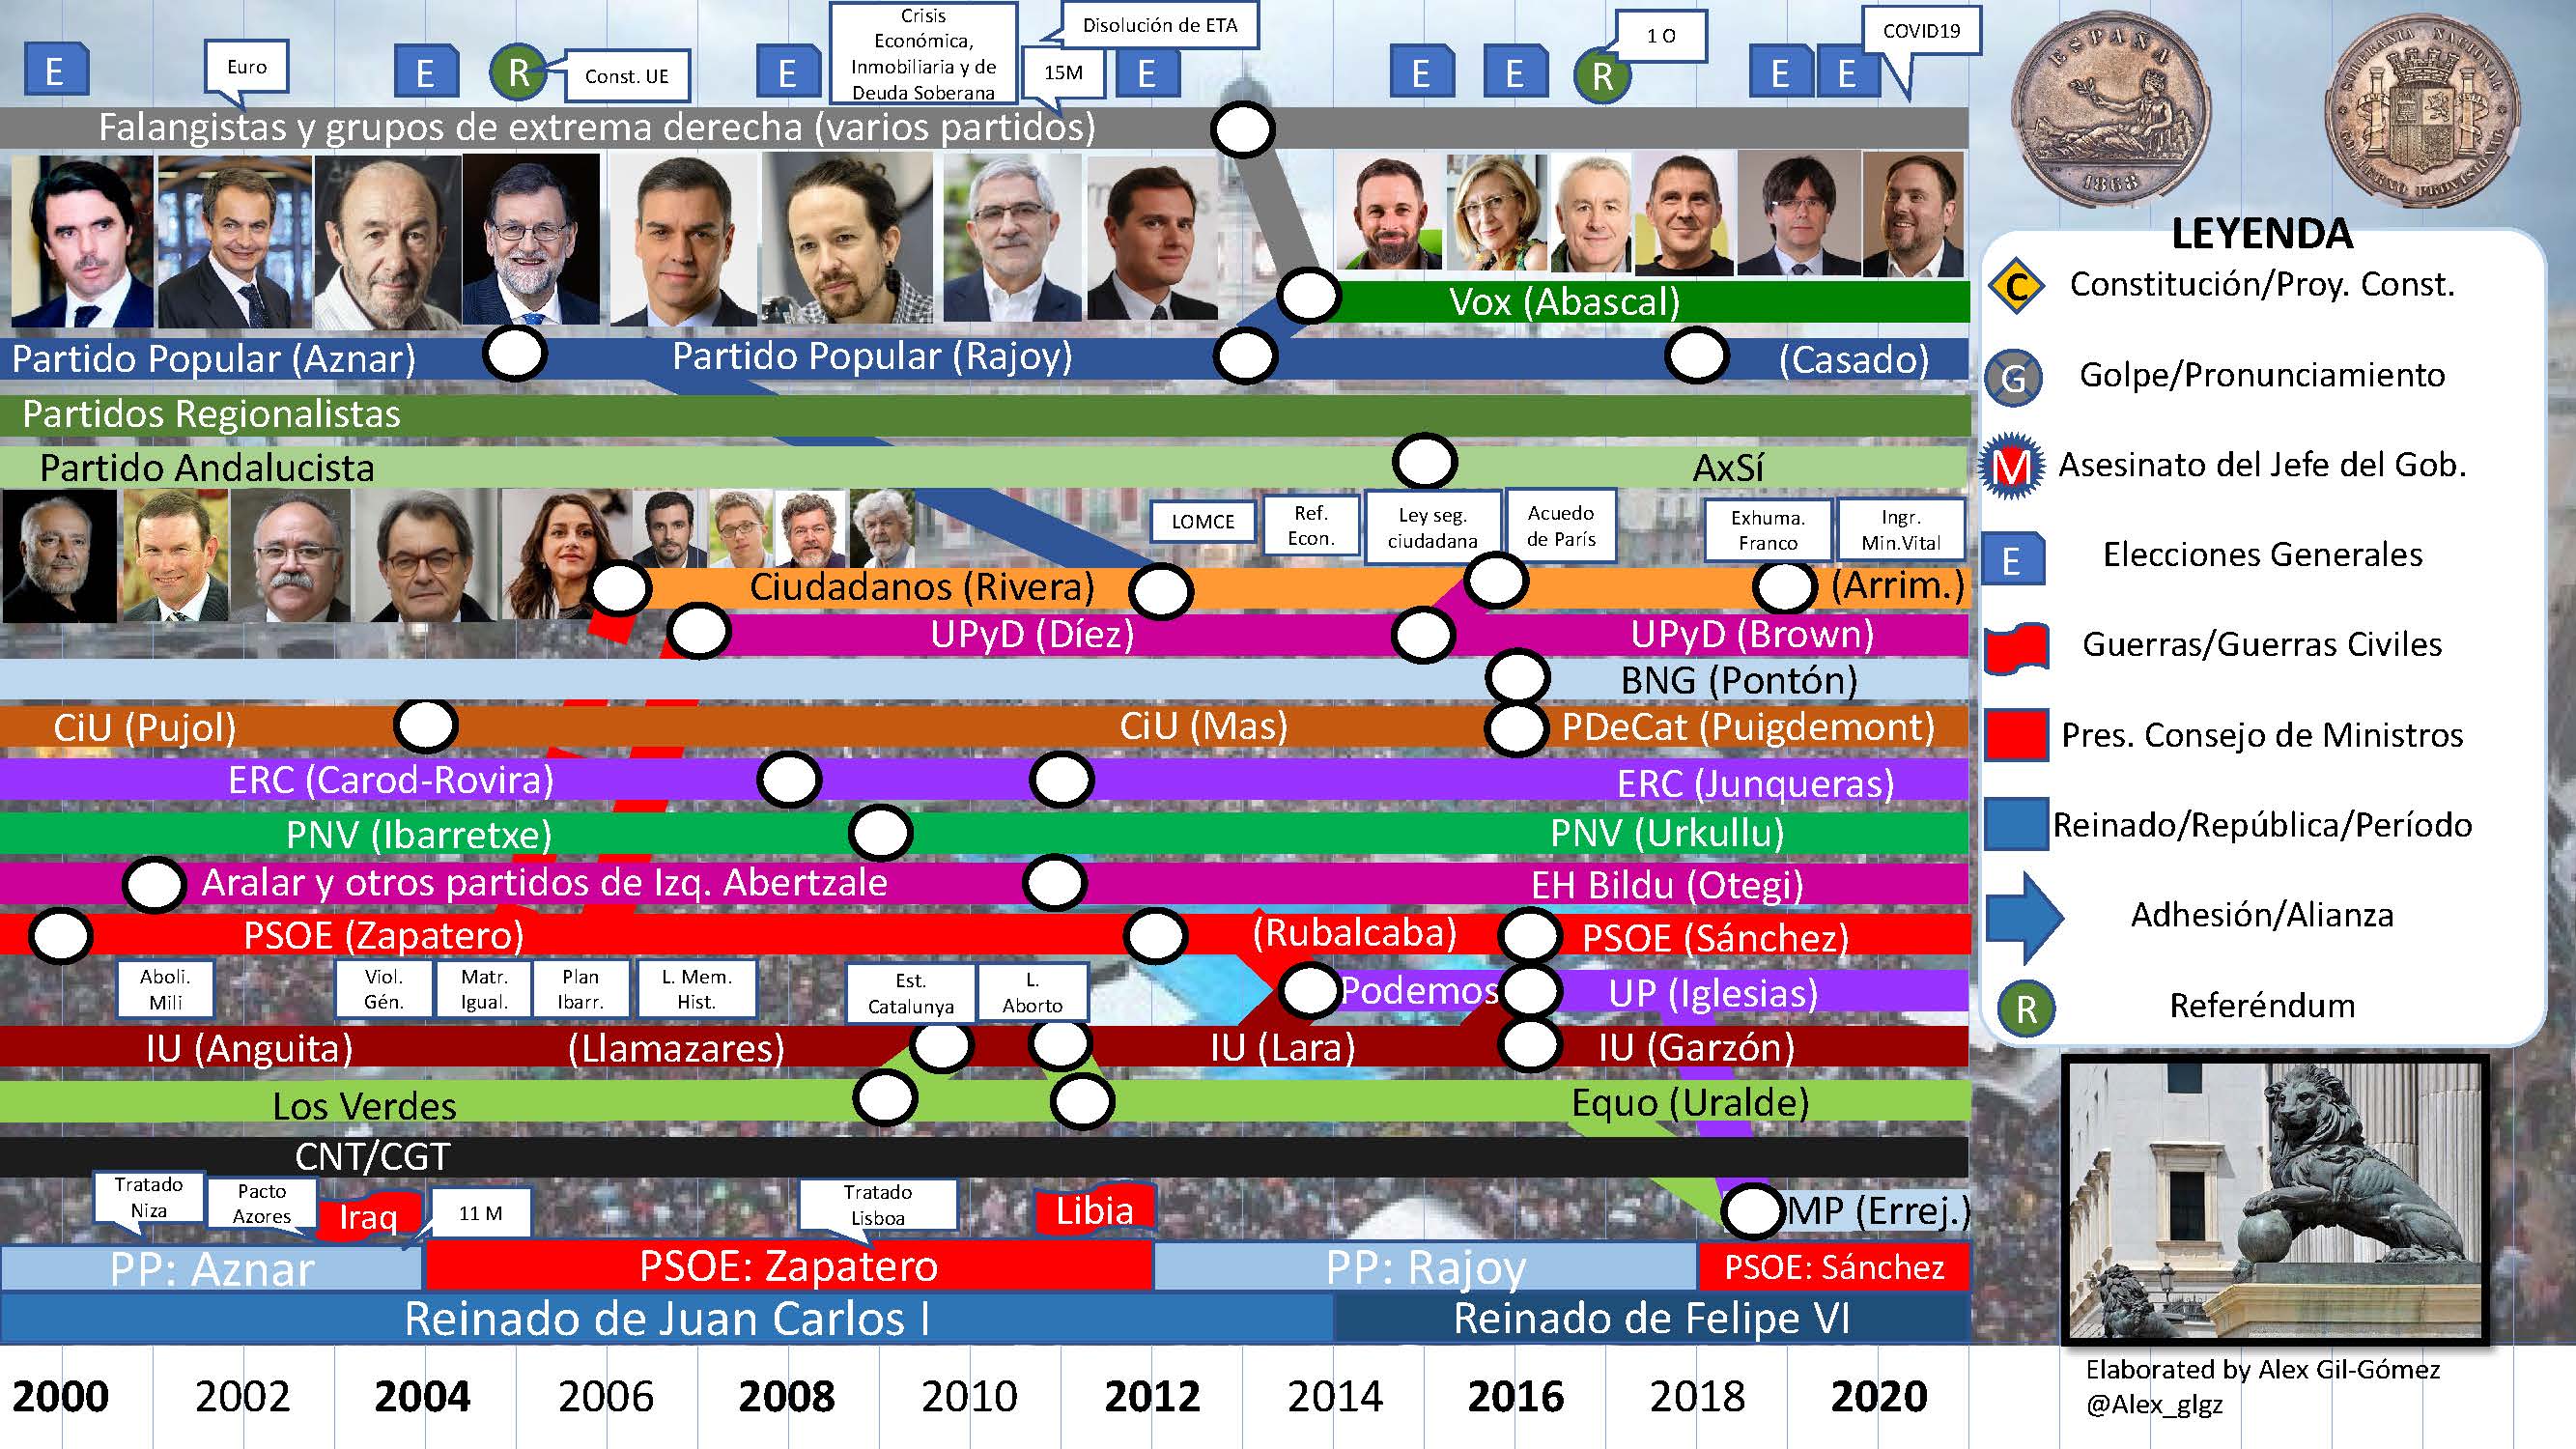 E
Euro
E
R
Const. UE
E
Crisis
Económica,
Inmobiliaria y de
Deuda Soberana
15M
Disolución de ETA
E
E
E
R
1 O
E
E
COVID19
Falangistas y grupos de extrema derecha (varios partidos)
Vox (Abascal)
Partido Popular (Aznar)
Partido Popular (Rajoy)
(Casado)
Partidos Regionalistas
Partido Andalucista
AxSí
LOMCE
Ref.
Econ.
Ley seg.
ciudadana
Acuedo
de París
Exhuma.
Franco
Ingr.
Min.Vital
Ciudadanos (Rivera)
(Arrim.)
UPyD (Díez)
UPyD (Brown)
BNG (Pontón)
CiU (Pujol)
CiU (Mas)
PDeCat (Puigdemont)
ERC (Carod-Rovira)
ERC (Junqueras)
PNV (Ibarretxe)
PNV (Urkullu)
Aralar y otros partidos de Izq. Abertzale
EH Bildu (Otegi)
PSOE (Zapatero)
(Rubalcaba)
PSOE (Sánchez)
Aboli.
Mili
Viol.
Gén.
Matr.
Igual.
Plan
Ibarr.
L. Mem.
Hist.
Est.
Catalunya
L.
Aborto
Podemos
UP (Iglesias)
IU (Anguita)
(Llamazares)
IU (Lara)
IU (Garzón)
Los Verdes
Equo (Uralde)
CNT/CGT
Tratado
Niza
Pacto
Azores
Iraq
11 M
Tratado
Lisboa
Libia
MP (Errej.)
PP: Aznar
PSOE: Zapatero
PP: Rajoy
PSOE: Sánchez
Reinado de Juan Carlos I
Reinado de Felipe VI
2000
2002
2004
2006
2008
2010
2012
2014
2016
2018
2020
ESPAÑA
1868
SOBERANIA NACIONAL
GOBIERNO PROVISIONAL
LEYENDA
C
Constitución/Proy. Const.
G
Golpe/Pronunciamiento
M
Asesinato del Jefe del Gob.
E
Elecciones Generales
Guerras/Guerras Civiles
Pres. Consejo de Ministros
Reinado/República/Período
Adhesión/Alianza
R
Referéndum
Elaborated by Alex Gil-Gómez
@Alex_glgz